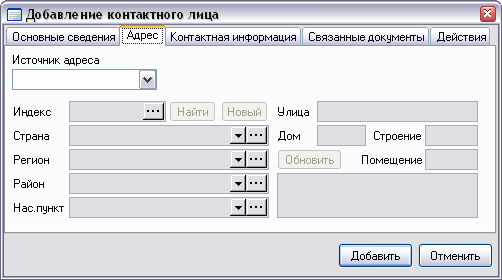 Добавление контактного лица
Основные сведения Адрес Контактная информация Связанные документы Действия
Источник адреса
Индекс ... Найти Новый Улица
Страна ... Дом Строение
Регион ... Обновить Помещение
Район ...
Нас.пункт ...
Добавить Отменить